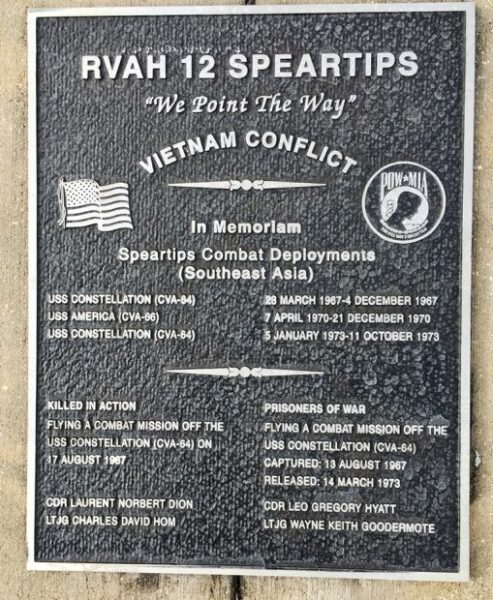 RVAH 12 SPEARTIPS
"We Point The Way"
VIETNAM CONFLICT
POW★MIA
In Memoriam
Speartips Combat Deployments
(Southeast Asia)
USS CONSTELLATION (CVA-64) 29 MARCH 1967-4 DECEMBER 1967
USS AMERICA (CVA-66) 7 APRIL 1970-21 DECEMBER 1970
USS CONSTELLATION (CVA-64) 5 JANUARY 1973-11 OCTOBER 1973
KILLED IN ACTION
FLYING A COMBAT MISSION OFF THE
USS CONSTELLATION (CVA-64) ON
17 AUGUST 1967
CDR LAURENT NORBERT DION
LTJG CHARLES DAVID HOM
PRISONERS OF WAR
FLYING A COMBAT MISSION OFF THE
USS CONSTELLATION (CVA-64)
CAPTURED: 13 AUGUST 1967
RELEASED: 14 MARCH 1973
CDR LEO GREGORY HYATT
LTJG WAYNE KEITH GOODERMOTE